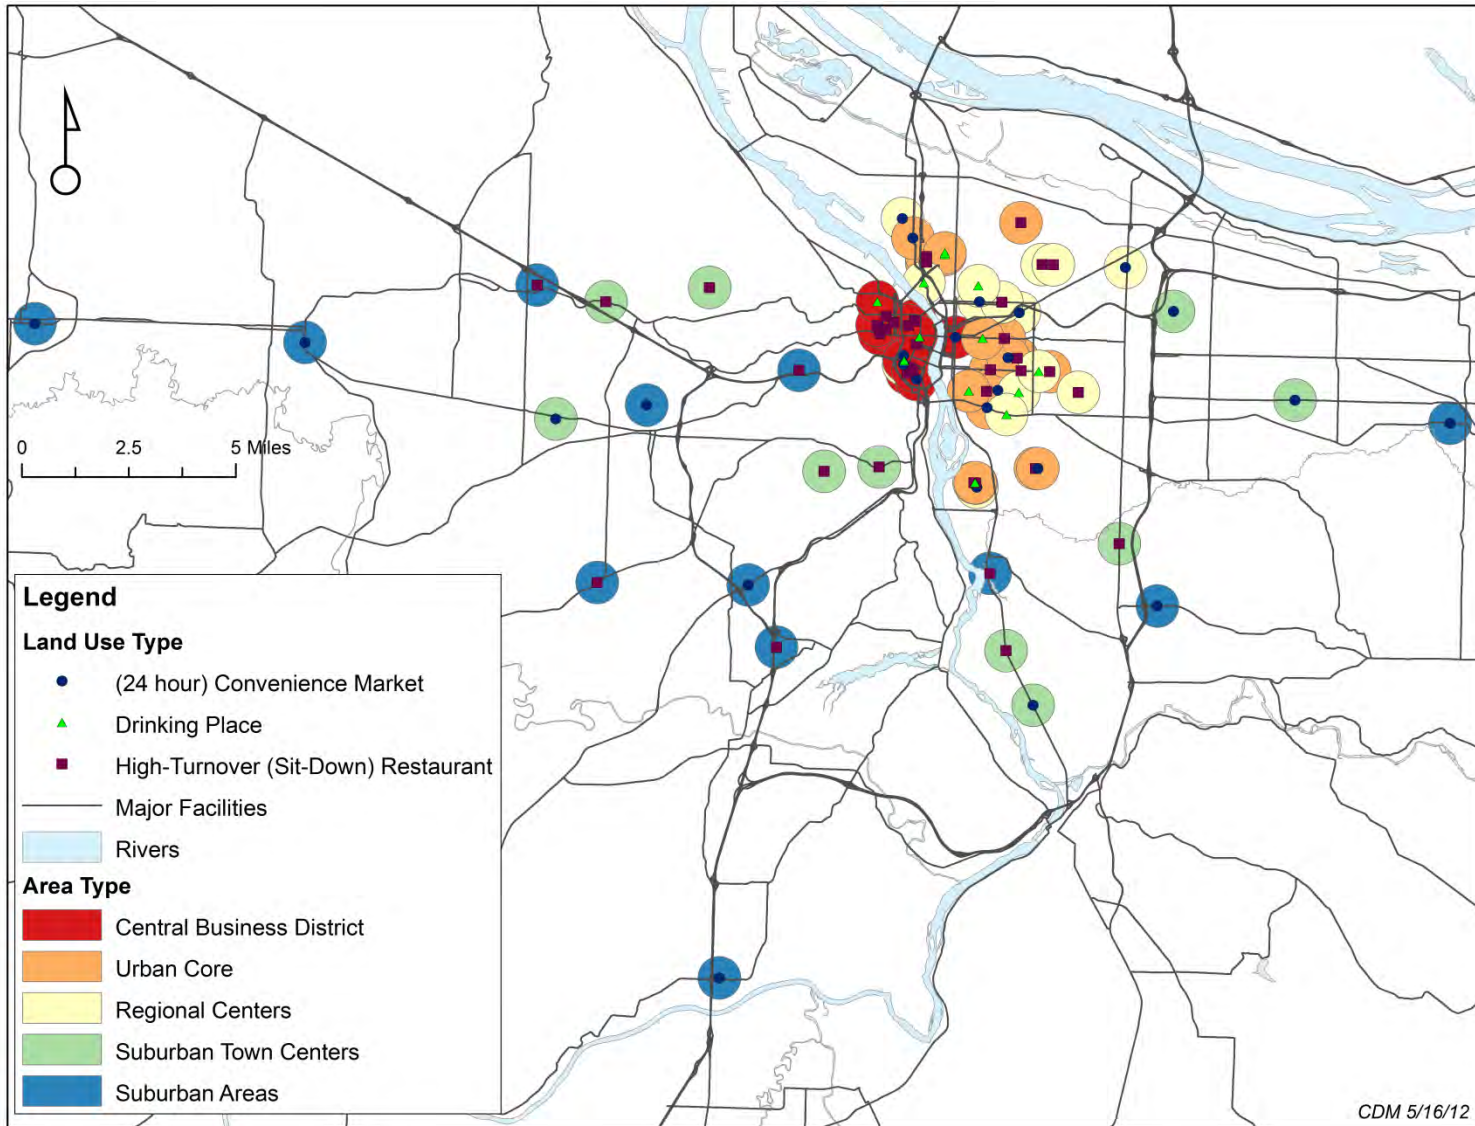 0 2.5 5 Miles
Legend
Land Use Type
(24 hour) Convenience Market
Drinking Place
High-Turnover (Sit-Down) Restaurant
Major Facilities
Rivers
Area Type
Central Business District
Urban Core
Regional Centers
Suburban Town Centers
Suburban Areas
CDM 5/16/12